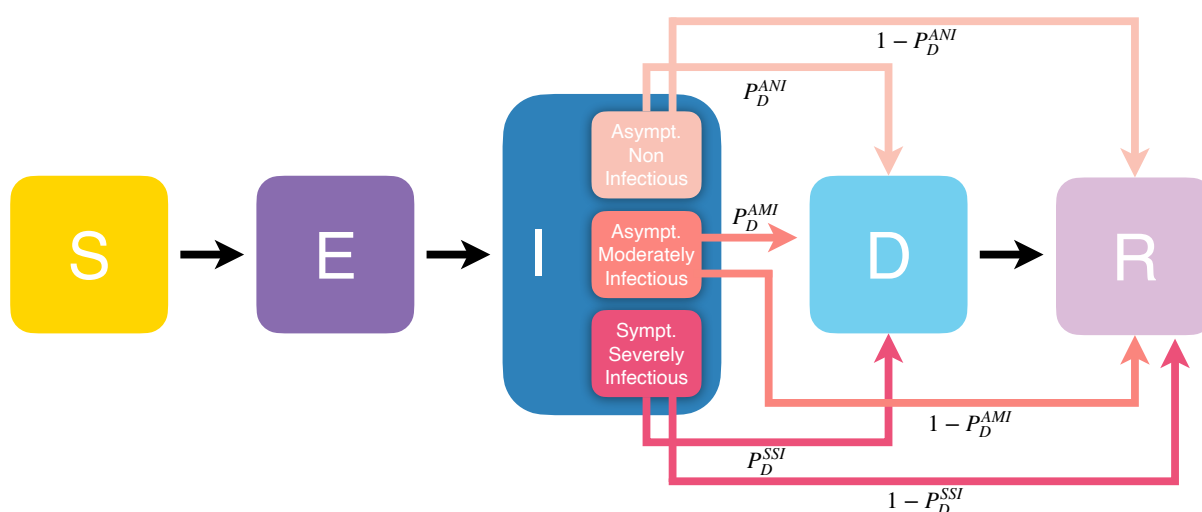 1 − P_D^{ANI}
P_D^{ANI}
Asympt.
Non
Infectious
S
E
I
Asympt.
Moderately
Infectious
P_D^{AMI}
D
R
Sympt.
Severely
Infectious
1 − P_D^{AMI}
P_D^{SSI}
1 − P_D^{SSI}